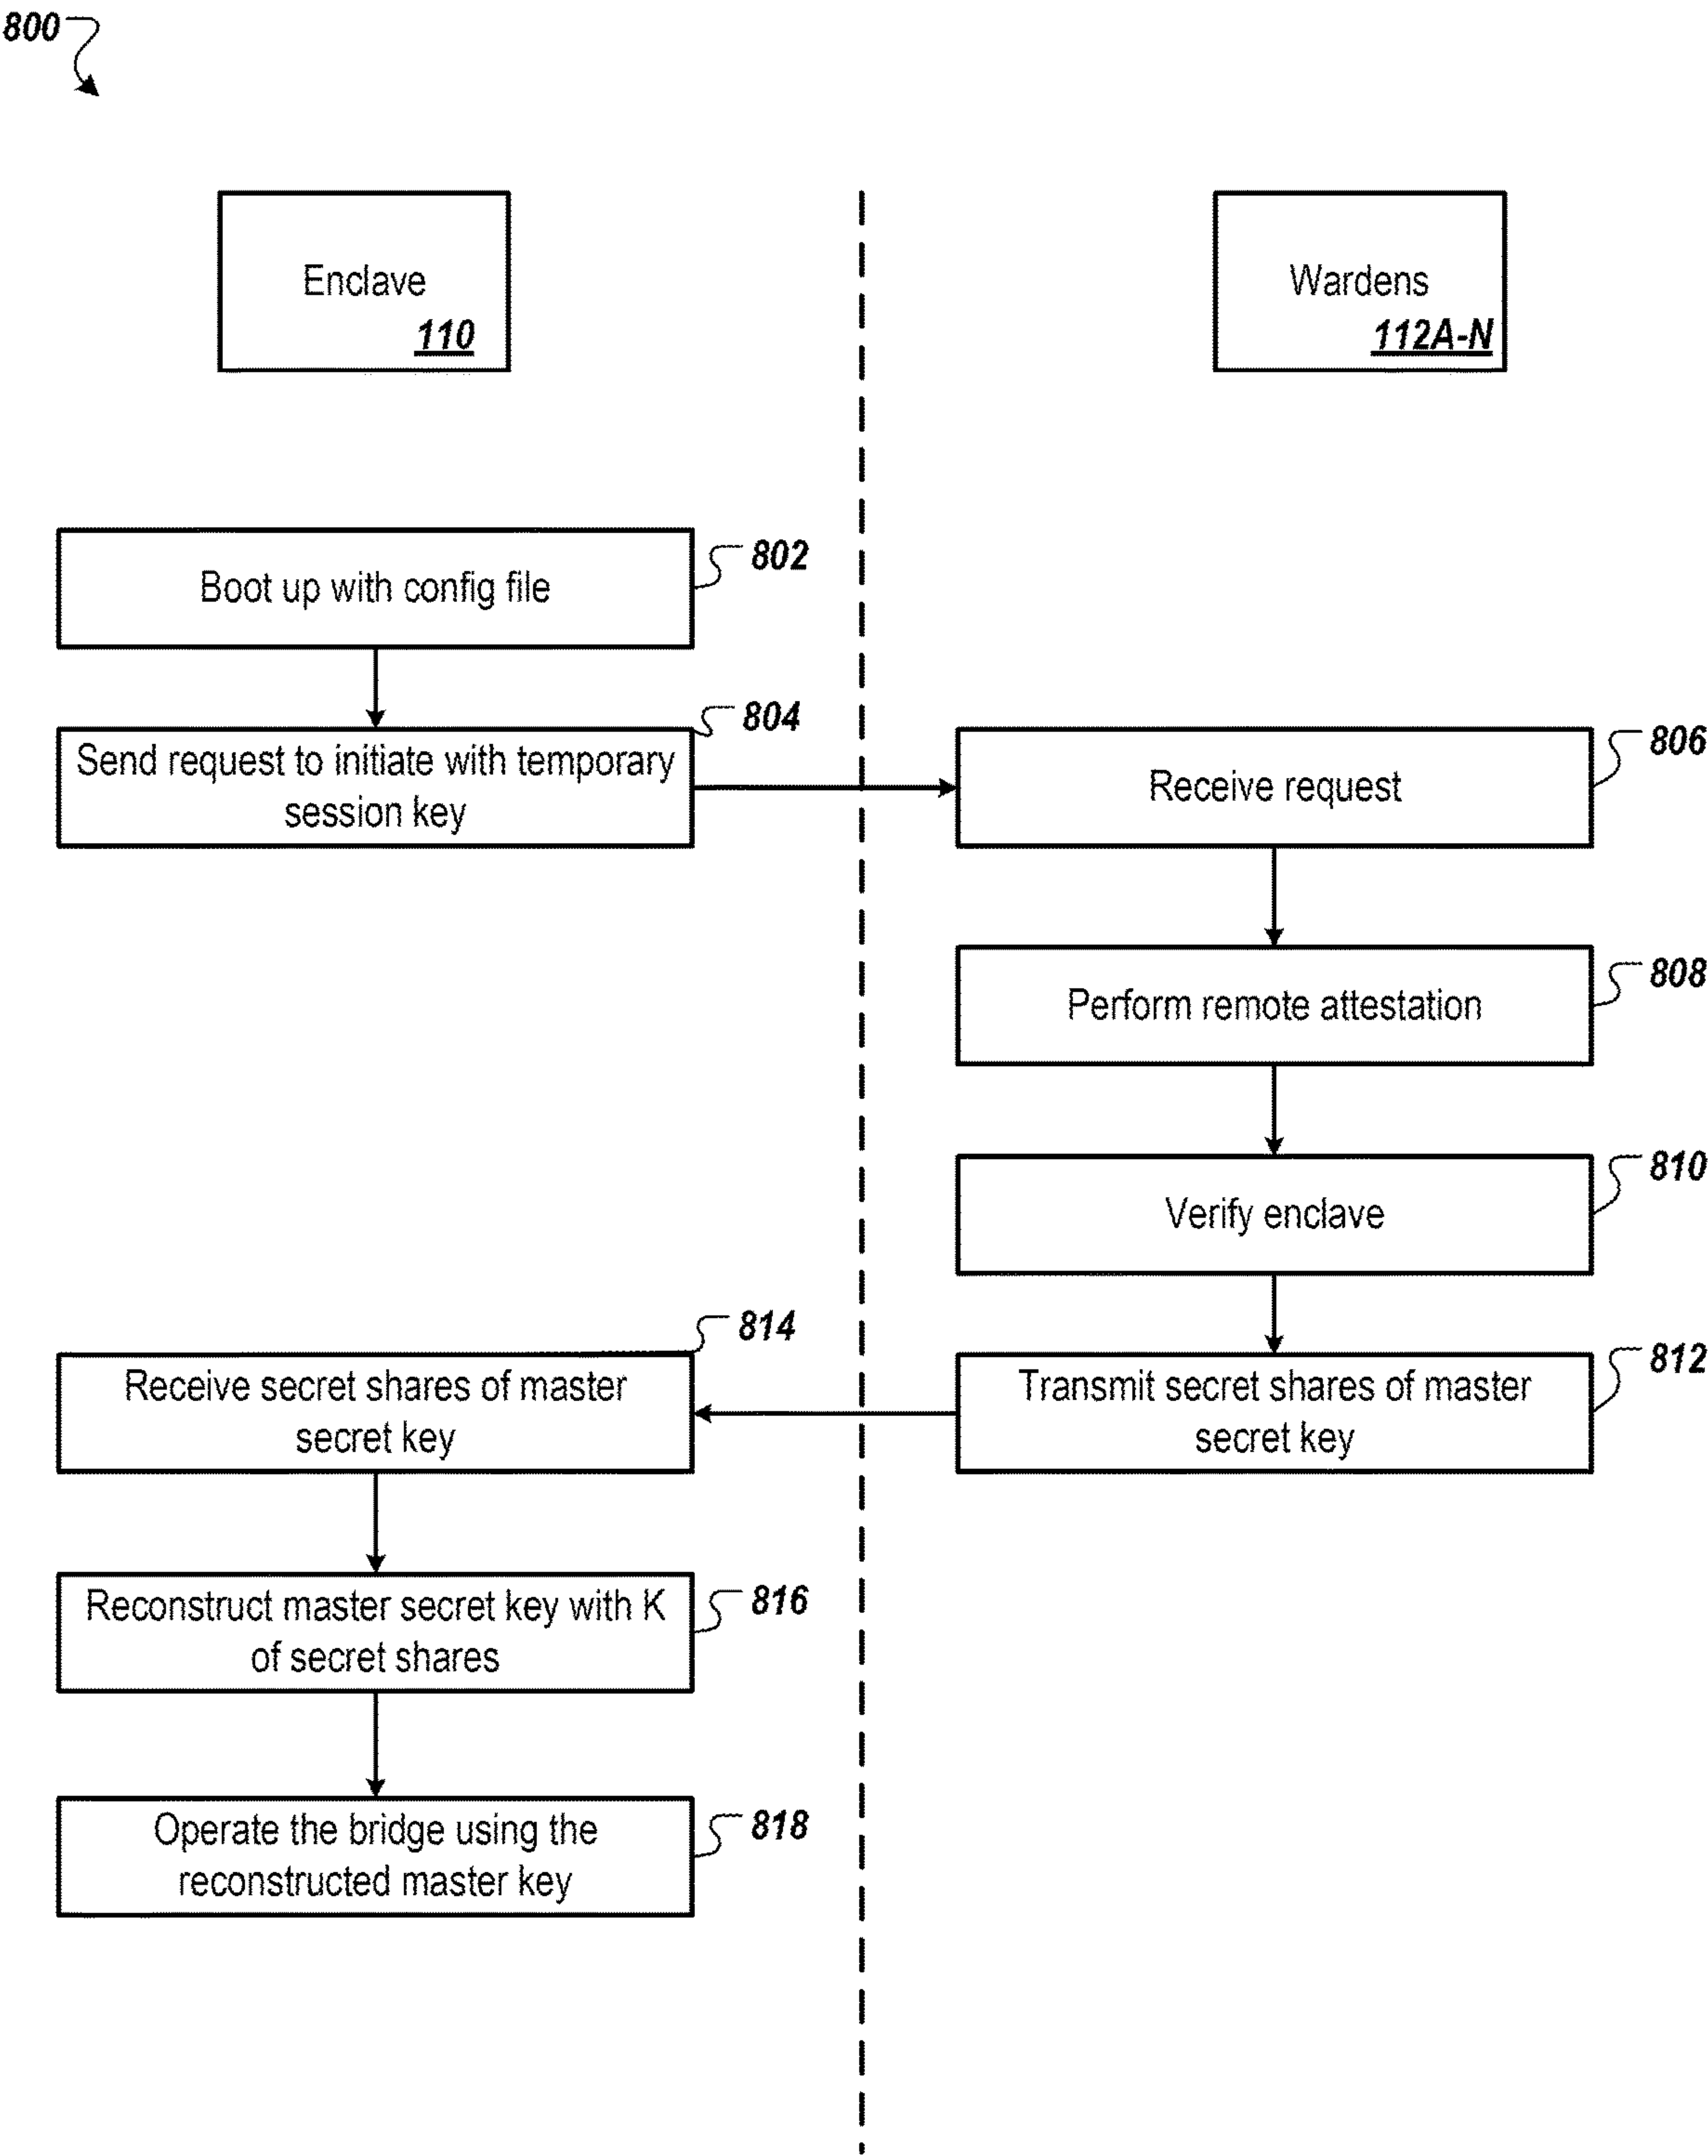 800
Enclave
110
Wardens
112A-N
Boot up with config file
802
Send request to initiate with temporary
session key
804
Receive request
806
Perform remote attestation
808
Verify enclave
810
Transmit secret shares of master
secret key
812
Receive secret shares of master
secret key
814
Reconstruct master secret key with K
of secret shares
816
Operate the bridge using the
reconstructed master key
818